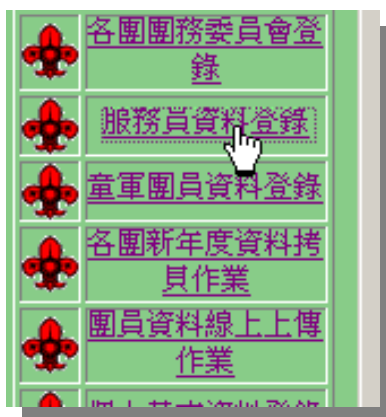 各團團務委員會登
錄
服務員資料登錄
童軍團員資料登錄
各團新年度資料拷
貝作業
團員資料線上上傳
作業